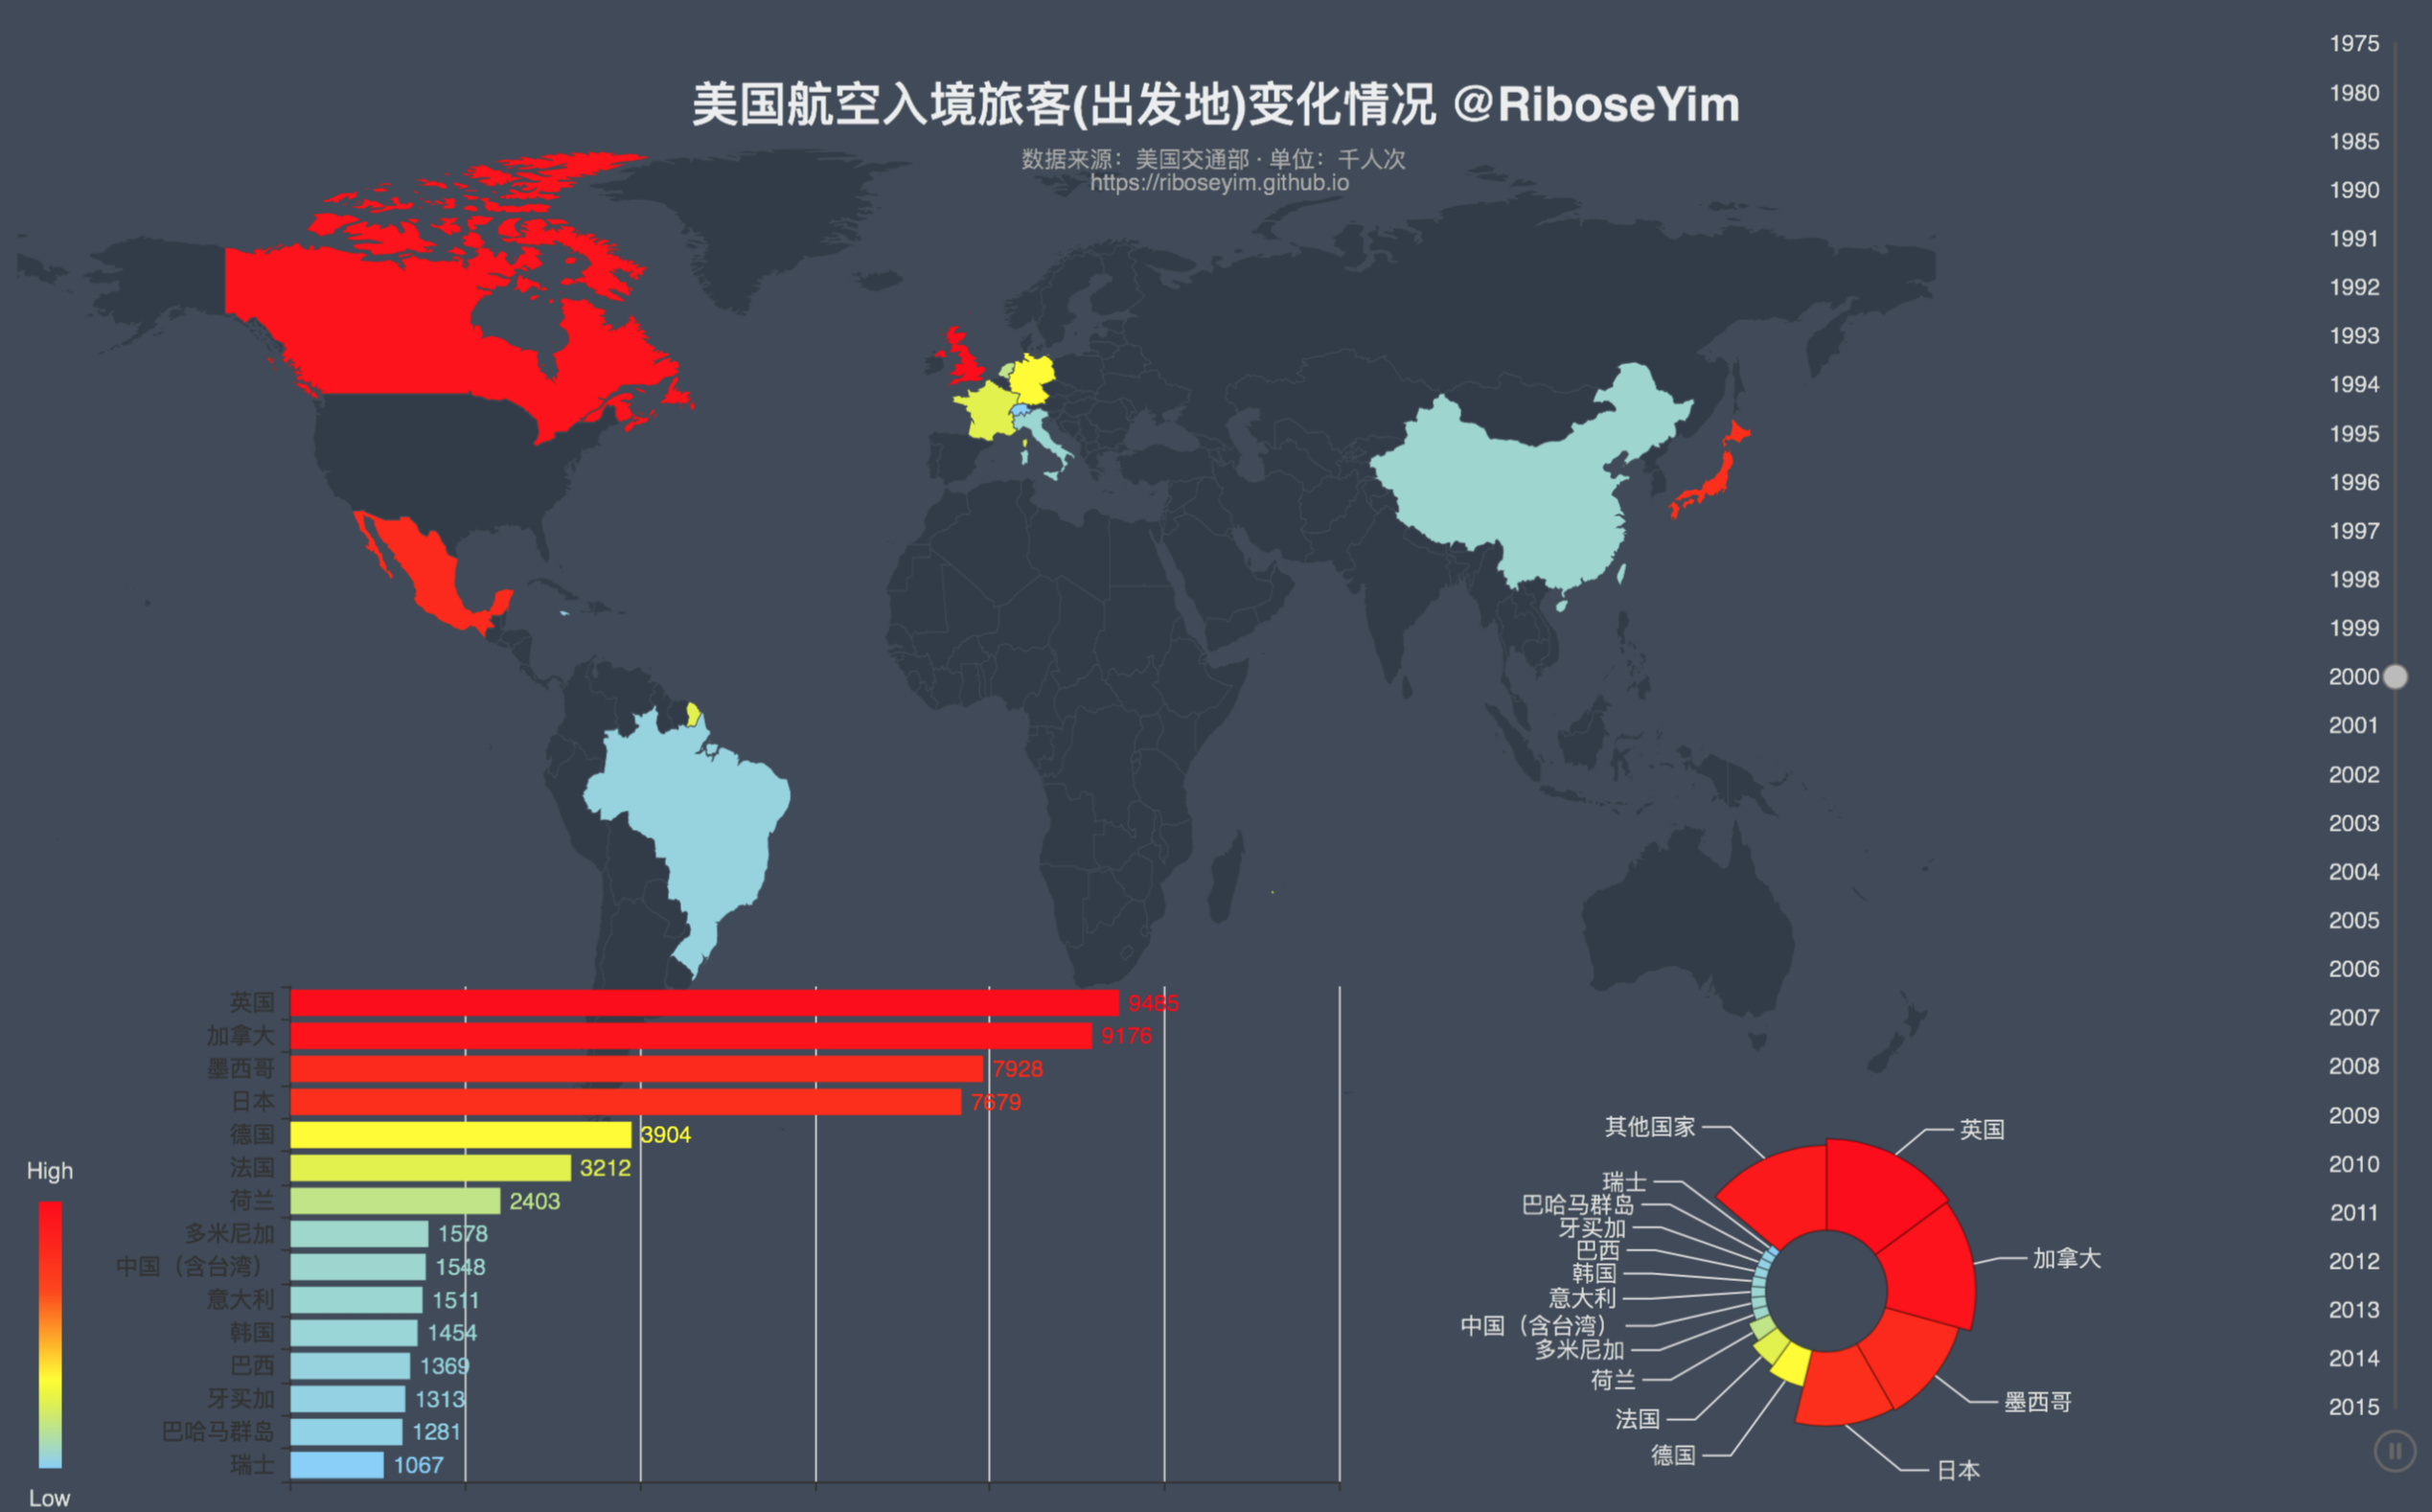 美国航空入境旅客(出发地)变化情况 @RiboseYim
数据来源：美国交通部 · 单位：千人次
https://riboseyim.github.io
1975
1980
1985
1990
1991
1992
1993
1994
1995
1996
1997
1998
1999
2000
2001
2002
2003
2004
2005
2006
2007
2008
2009
2010
2011
2012
2013
2014
2015
High
Low
英国 9485
加拿大 9176
墨西哥 7928
日本 7679
德国 3904
法国 3212
荷兰 2403
多米尼加 1578
中国（含台湾） 1548
意大利 1511
韩国 1454
巴西 1369
牙买加 1313
巴哈马群岛 1281
瑞士 1067
其他国家
瑞士
巴哈马群岛
牙买加
巴西
韩国
意大利
中国（含台湾）
多米尼加
荷兰
法国
德国
英国
加拿大
墨西哥
日本